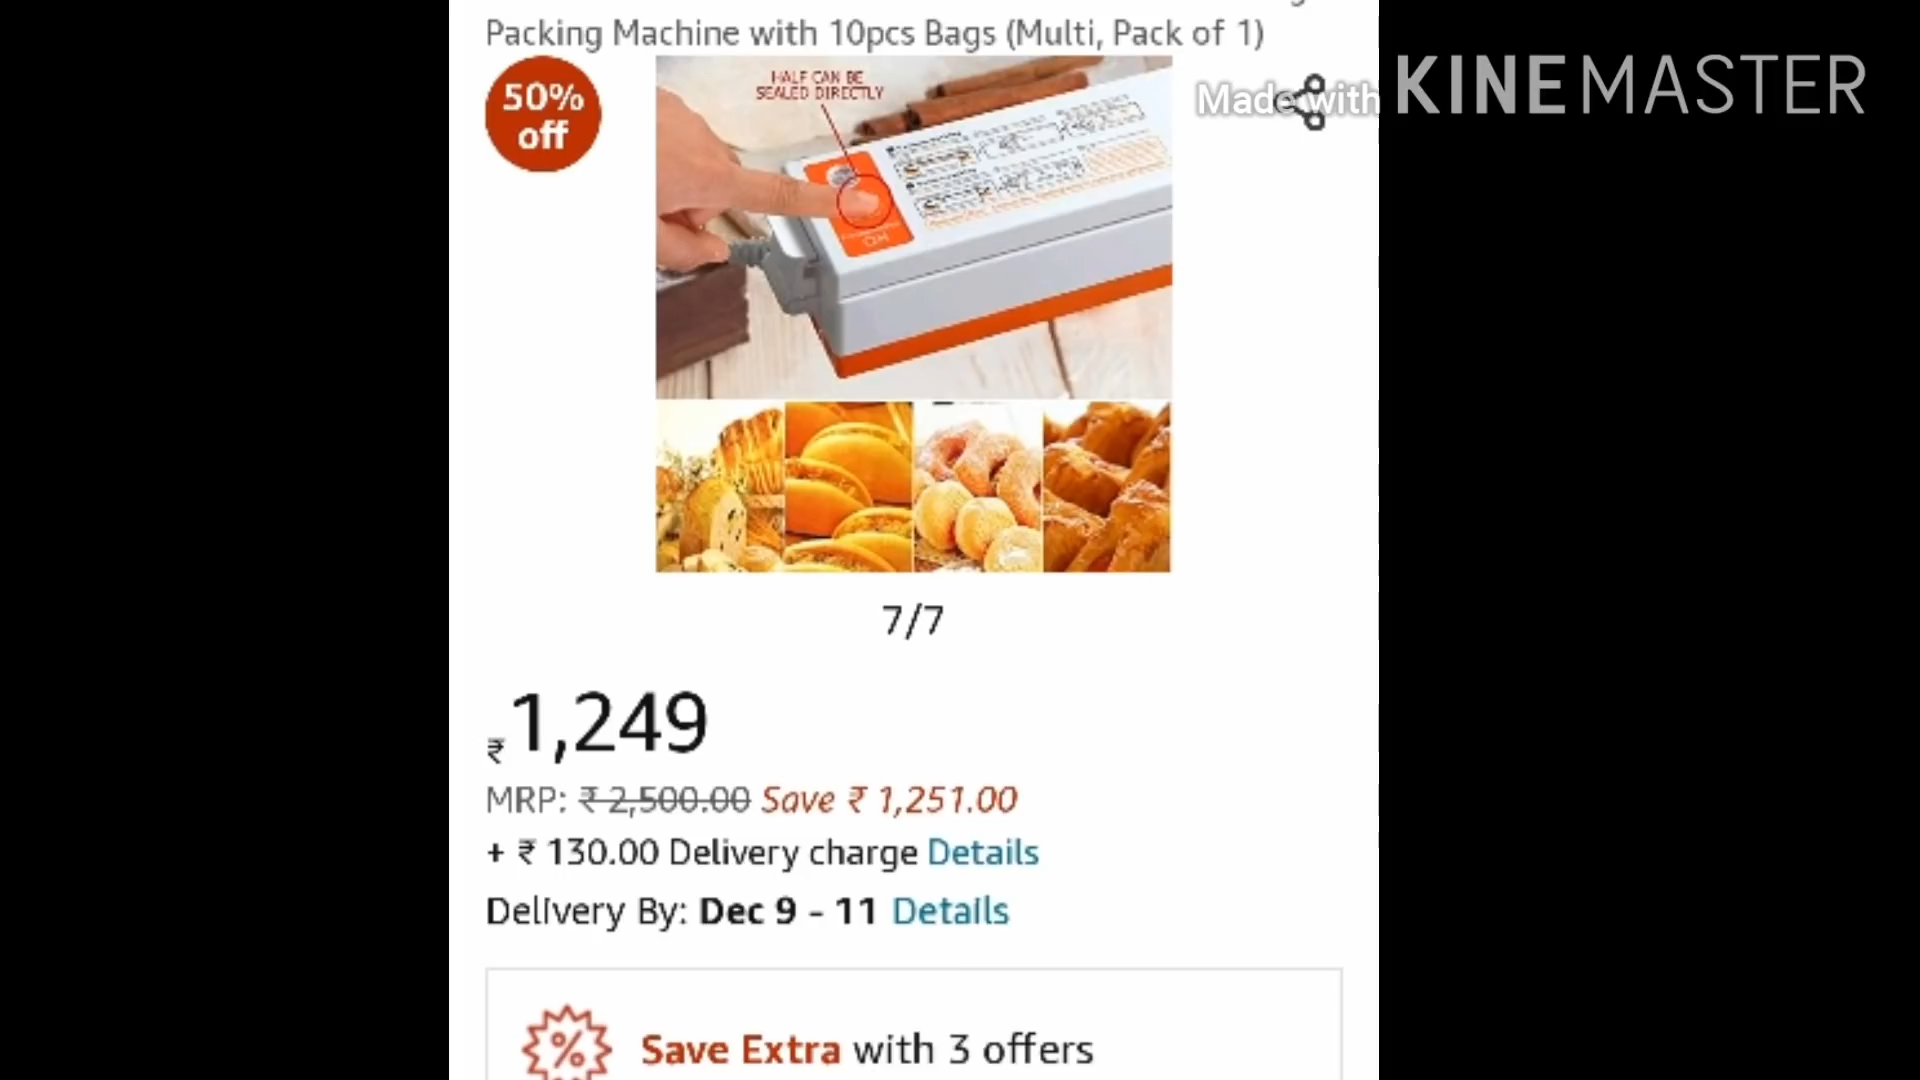 Packing Machine with 10pcs Bags (Multi, Pack of 1)
50%
off
HALF CAN BE
SEALED DIRECTLY
Made with KINEMASTER
7/7
₹1,249
MRP: ₹ 2,500.00 Save ₹ 1,251.00
+ ₹ 130.00 Delivery charge Details
Delivery By: Dec 9 - 11 Details
% Save Extra with 3 offers